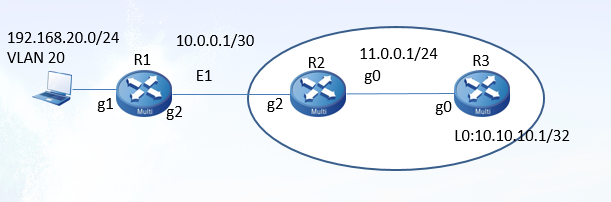 192.168.20.0/24
VLAN 20
R1
10.0.0.1/30
E1
R2
11.0.0.1/24
g0
R3
g1
g2
g2
g0
Multi
Multi
Multi
L0:10.10.10.1/32